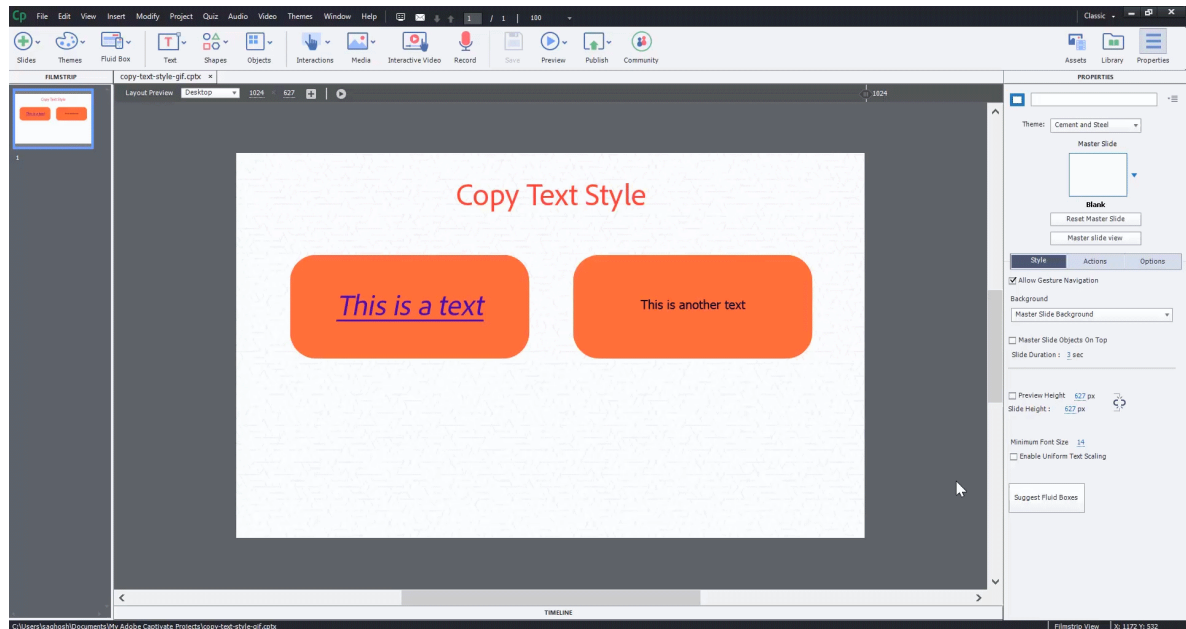 Cp File Edit View Insert Modify Project Quiz Audio Video Themes Window Help 1 / 1 100 Classic
Slides Themes Fluid Box Text Shapes Objects Interactions Media Interactive Video Record Save Preview Publish Community Assets Library Properties
FILMSTRIP copy-text-style-gif.cptx × PROPERTIES
Layout Preview Desktop 1024 627 1024
Copy Text Style
1
Copy Text Style
This is a text This is another text
Theme: Cement and Steel
Master Slide
Blank
Reset Master Slide
Master slide view
Style Actions Options
Allow Gesture Navigation
Background
Master Slide Background
Master Slide Objects On Top
Slide Duration : 3 sec
Preview Height 627 px
Slide Height : 627 px
Minimum Font Size 14
Enable Uniform Text Scaling
Suggest Fluid Boxes
TIMELINE
C:\Users\saghosh\Documents\My Adobe Captivate Projects\copy-text-style-gif.cptx Filmstrip View X: 1172 Y: 532